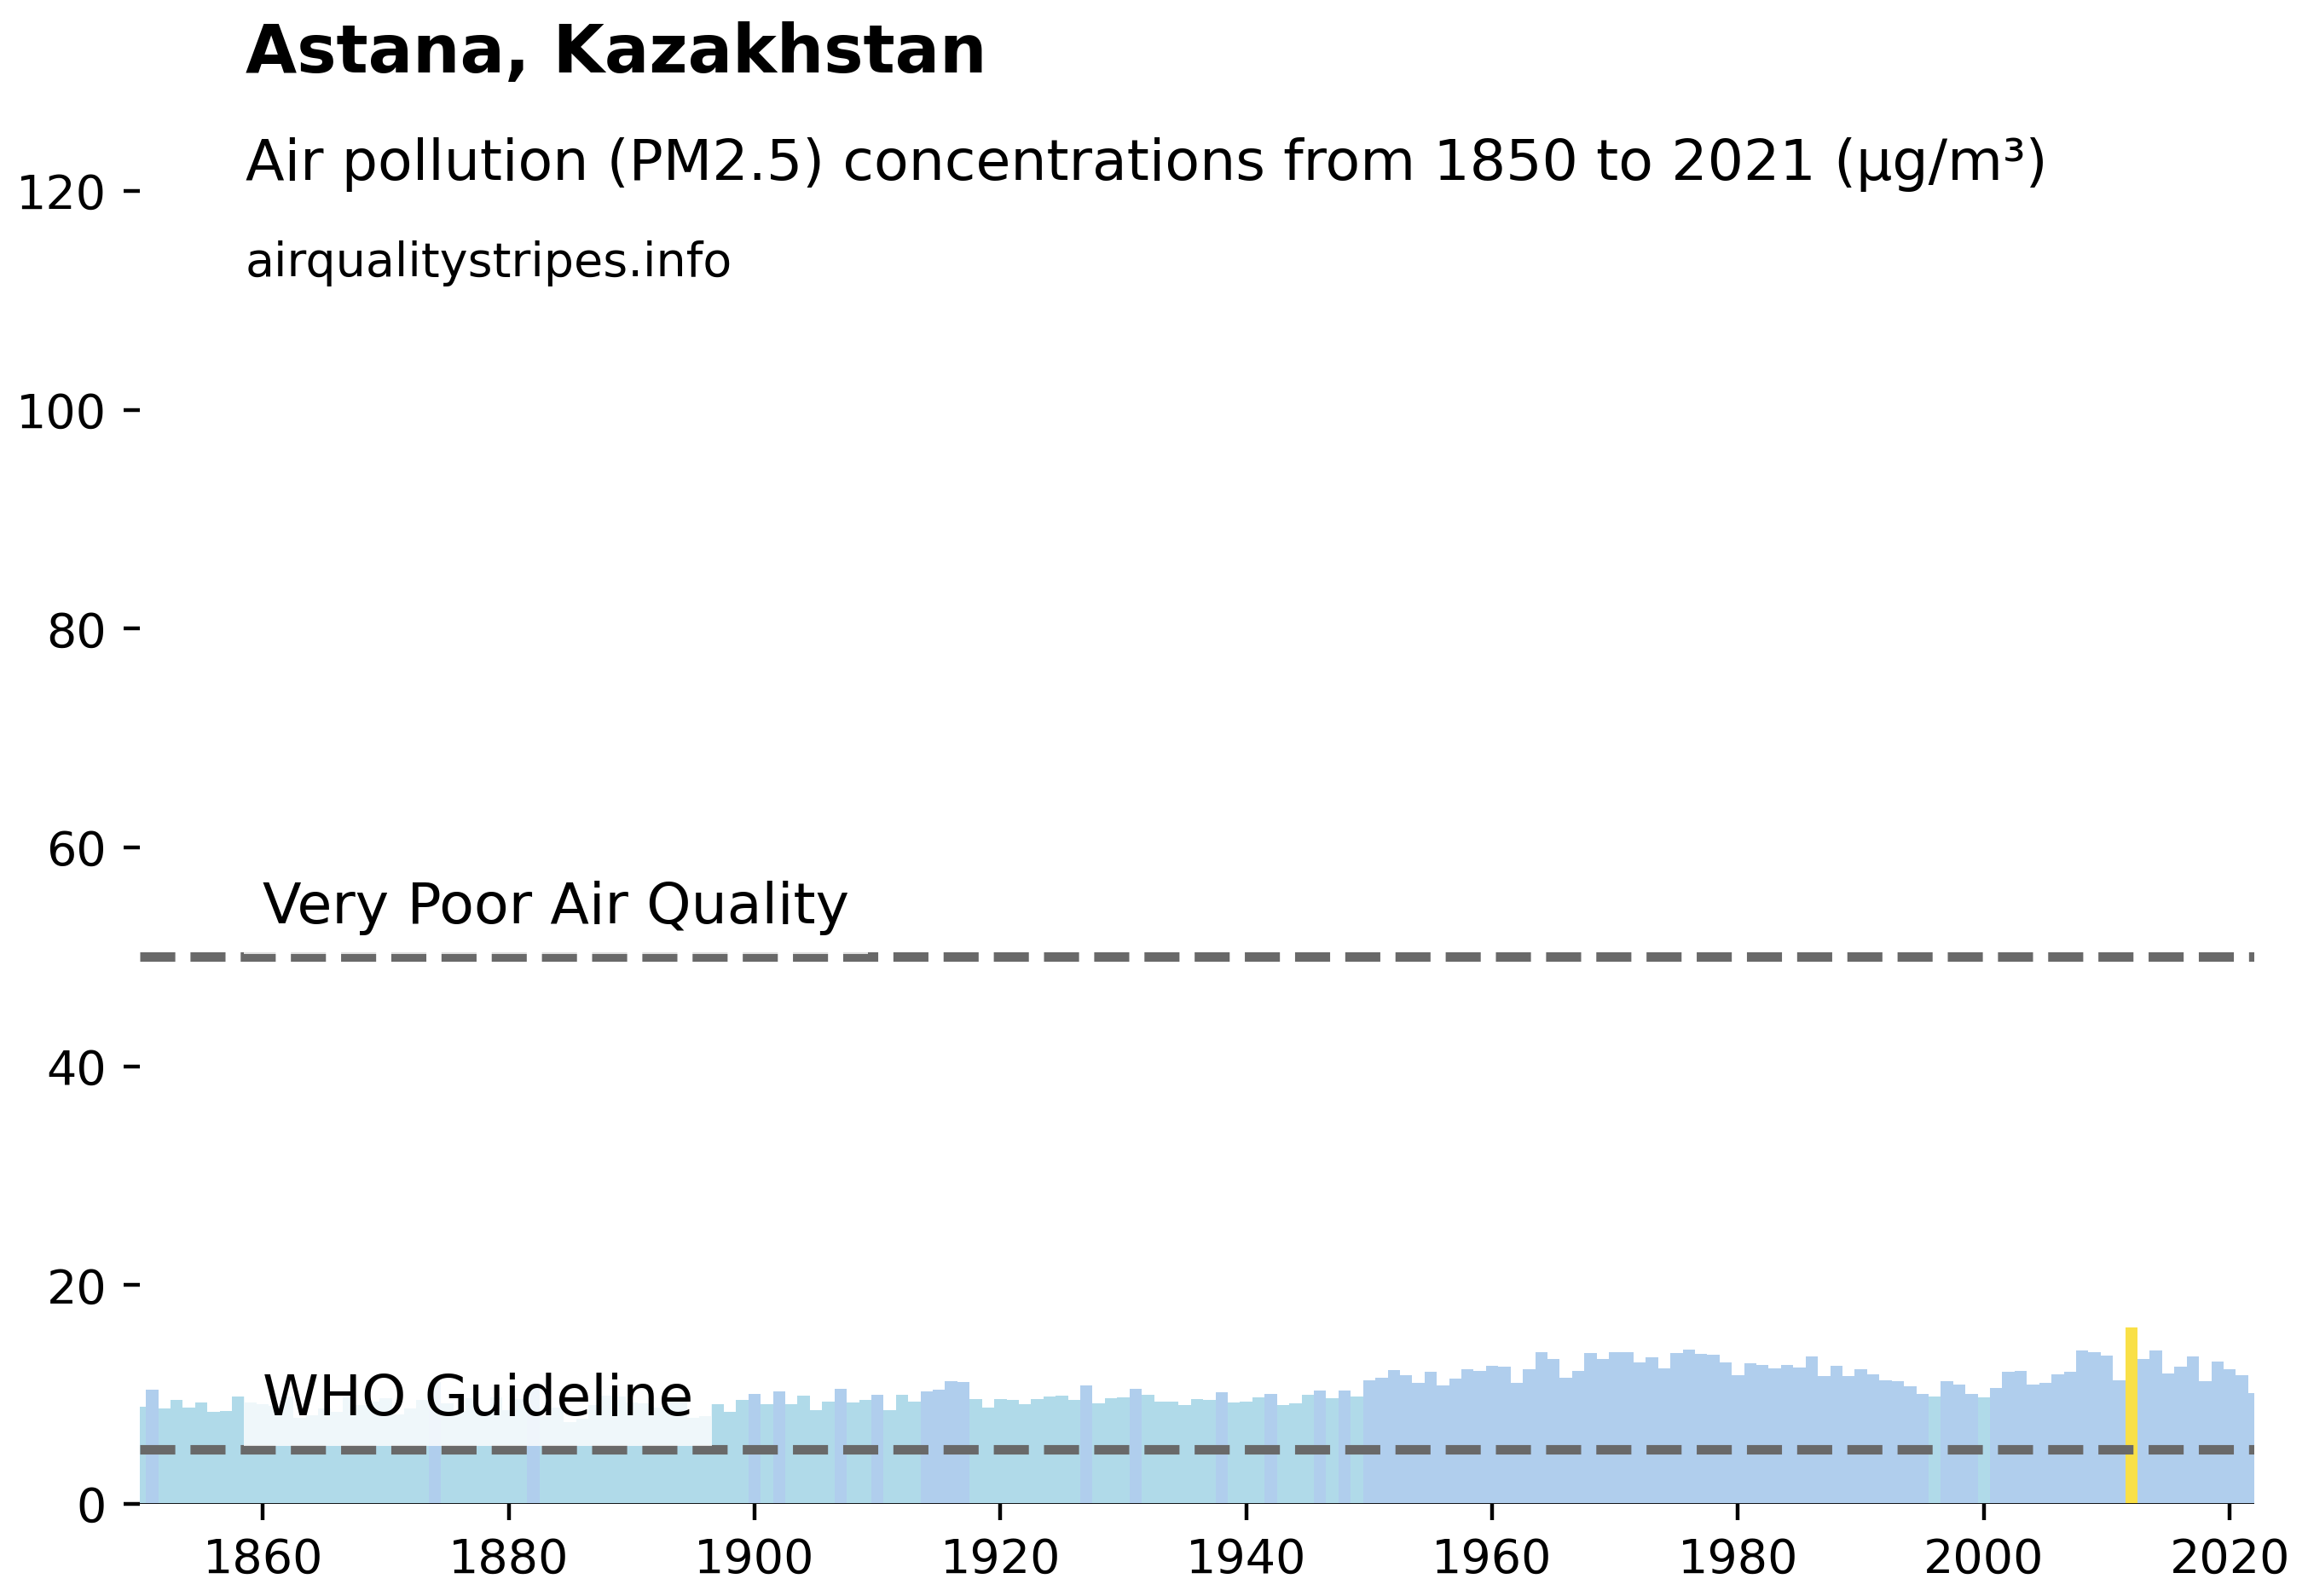 Astana, Kazakhstan
Air pollution (PM2.5) concentrations from 1850 to 2021 (µg/m³)
airqualitystripes.info
120
100
80
60
Very Poor Air Quality
40
20
WHO Guideline
0
1860 1880 1900 1920 1940 1960 1980 2000 2020